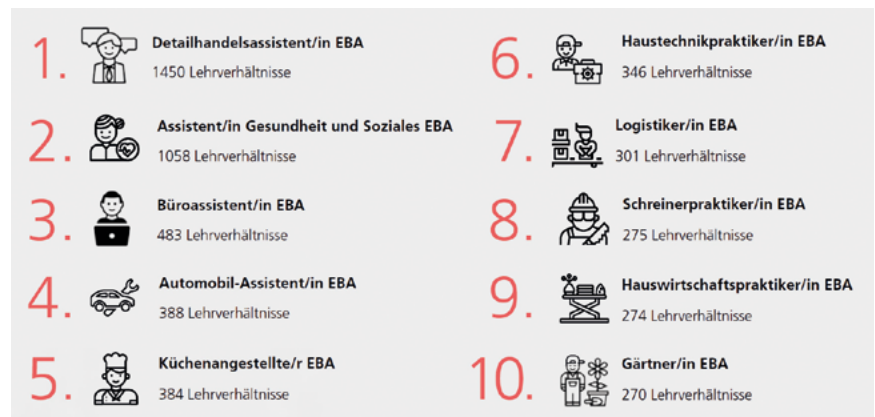 1.
Detailhandelsassistent/in EBA
1450 Lehrverhältnisse
2.
Assistent/in Gesundheit und Soziales EBA
1058 Lehrverhältnisse
3.
Büroassistent/in EBA
483 Lehrverhältnisse
4.
Automobil-Assistent/in EBA
388 Lehrverhältnisse
5.
Küchenangestellte/r EBA
384 Lehrverhältnisse
6.
Haustechnikpraktiker/in EBA
346 Lehrverhältnisse
7.
Logistiker/in EBA
301 Lehrverhältnisse
8.
Schreinerpraktiker/in EBA
275 Lehrverhältnisse
9.
Hauswirtschaftspraktiker/in EBA
274 Lehrverhältnisse
10.
Gärtner/in EBA
270 Lehrverhältnisse